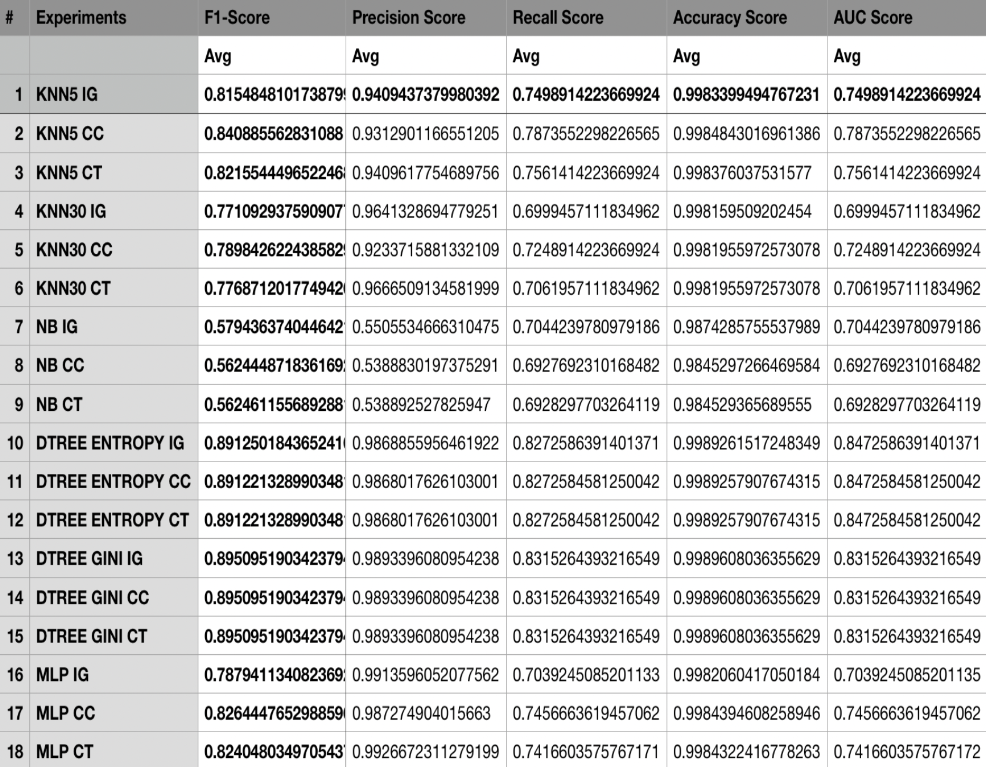 # Experiments F1-Score Precision Score Recall Score Accuracy Score AUC Score
Avg Avg Avg Avg Avg
1 KNN5 IG 0.815484810173879 0.9409437379980392 0.7498914223669924 0.9983399494767231 0.7498914223669924
2 KNN5 CC 0.840885562831088 0.9312901166551205 0.7873552298226565 0.9984843016961386 0.7873552298226565
3 KNN5 CT 0.821554449652246 0.9409617754689756 0.7561414223669924 0.998376037531577 0.7561414223669924
4 KNN30 IG 0.771092937590907 0.9641328694779251 0.6999457111834962 0.998159509202454 0.6999457111834962
5 KNN30 CC 0.789842622438582 0.9233715881332109 0.7248914223669924 0.9981955972573078 0.7248914223669924
6 KNN30 CT 0.776871201774942 0.9666509134581999 0.7061957111834962 0.9981955972573078 0.7061957111834962
7 NB IG 0.579436374044642 0.5505534666310475 0.7044239780979186 0.9874285755537989 0.7044239780979186
8 NB CC 0.562444871836169 0.5388830197375291 0.6927692310168482 0.9845297266469584 0.6927692310168482
9 NB CT 0.562461155689288 0.538892527825947 0.6928297703264119 0.984529365689555 0.6928297703264119
10 DTREE ENTROPY IG 0.891250184365241 0.9868855956461922 0.8272586391401371 0.9989261517248349 0.8472586391401371
11 DTREE ENTROPY CC 0.891221328990348 0.9868017626103001 0.8272584581250042 0.9989257907674315 0.8472584581250042
12 DTREE ENTROPY CT 0.891221328990348 0.9868017626103001 0.8272584581250042 0.9989257907674315 0.8472584581250042
13 DTREE GINI IG 0.895095190342379 0.9893396080954238 0.8315264393216549 0.9989608036355629 0.8315264393216549
14 DTREE GINI CC 0.895095190342379 0.9893396080954238 0.8315264393216549 0.9989608036355629 0.8315264393216549
15 DTREE GINI CT 0.895095190342379 0.9893396080954238 0.8315264393216549 0.9989608036355629 0.8315264393216549
16 MLP IG 0.787941134082369 0.9913596052077562 0.7039245085201133 0.9982060417050184 0.7039245085201135
17 MLP CC 0.826444765298859 0.987274904015663 0.7456663619457062 0.9984394608258946 0.7456663619457062
18 MLP CT 0.824048034970543 0.9926672311279199 0.7416603575767171 0.9984322416778263 0.7416603575767172